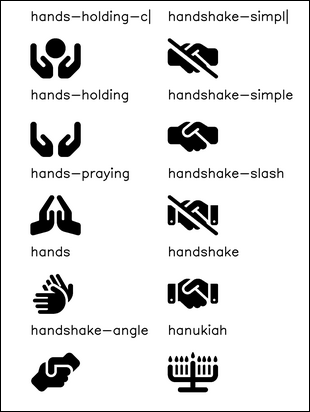 hands-holding-c|
handshake-simpl|
hands-holding
handshake-simple
hands-praying
handshake-slash
hands
handshake
handshake-angle
hanukiah